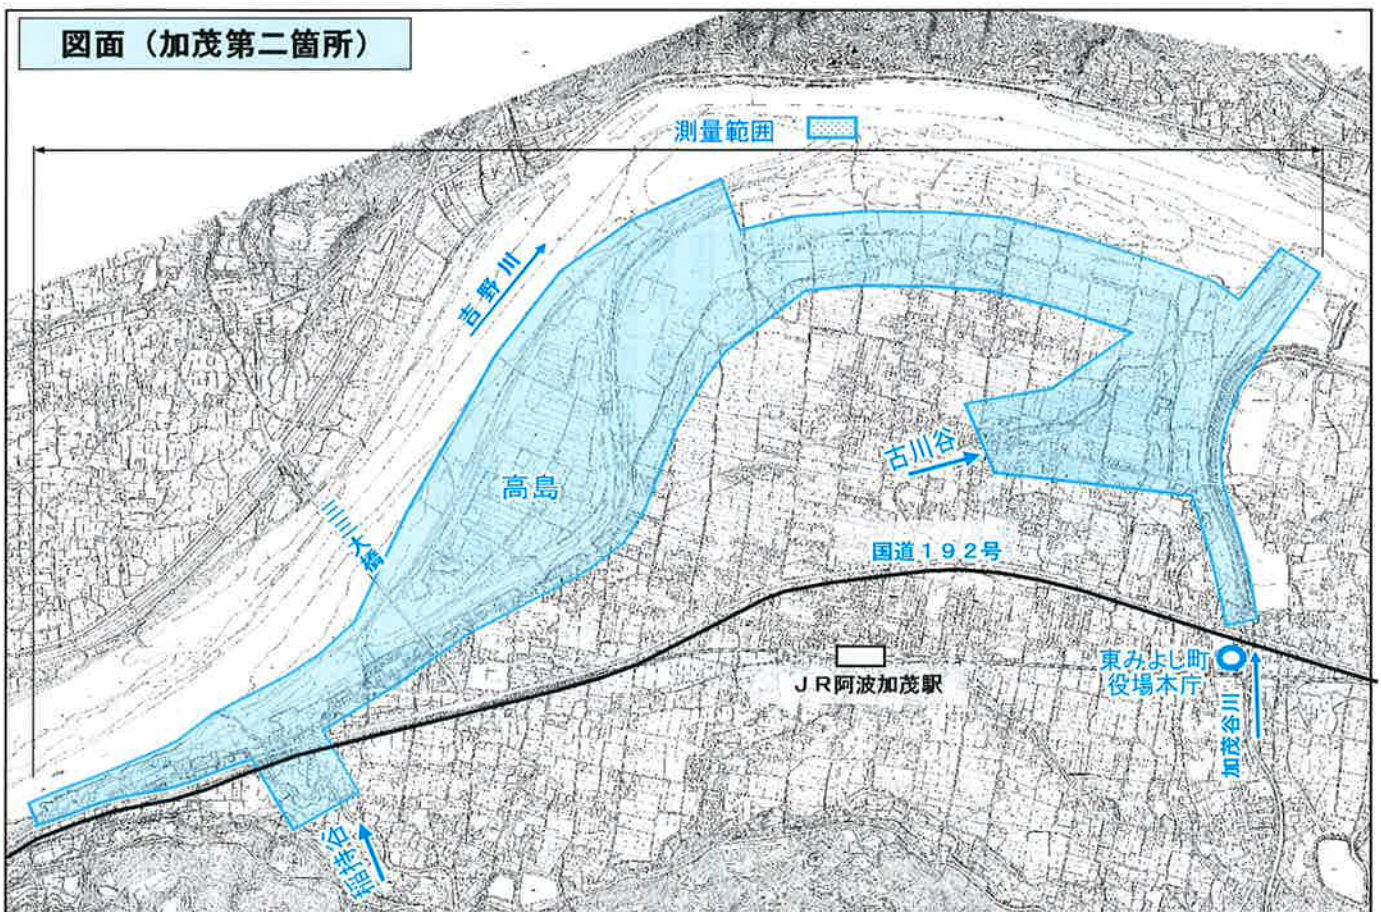 図面（加茂第二箇所）
測量範囲
吉野川
三三大橋
高島
古川谷
国道１９２号
ＪＲ阿波加茂駅
東みよし町
役場本庁
加茂谷川
稲持谷